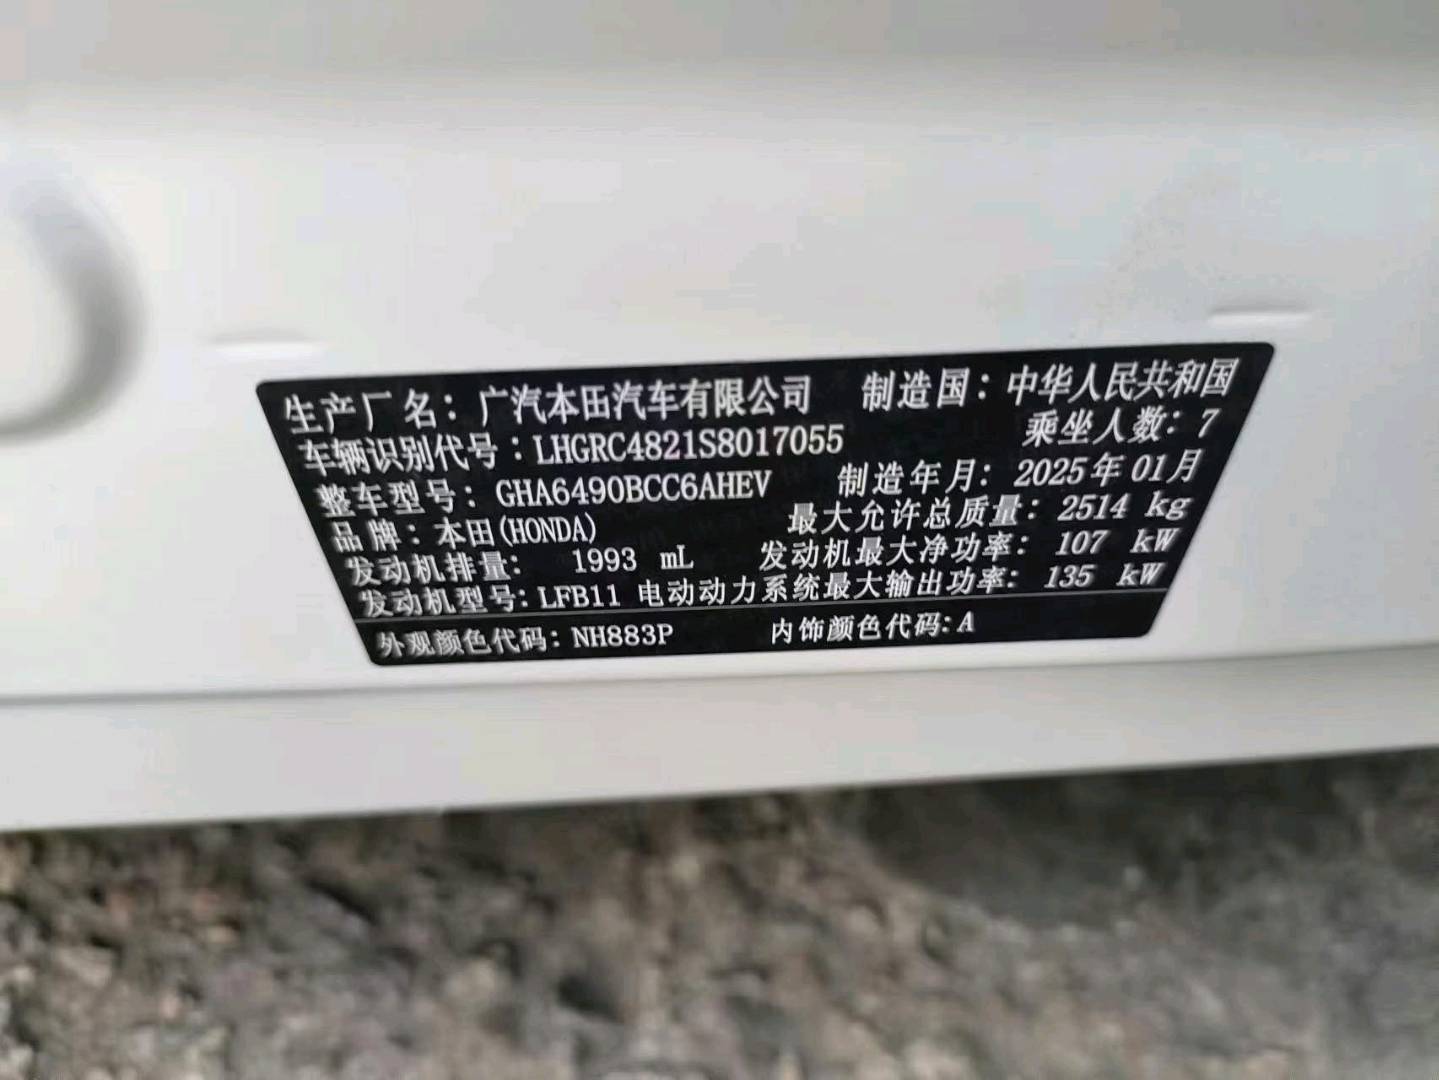 生产厂名：广汽本田汽车有限公司 制造国：中华人民共和国
车辆识别代号：LHGRC4821S8017055 乘坐人数：7
整车型号：GHA6490BCC6AHEV 制造年月：2025年01月
品牌：本田(HONDA) 最大允许总质量：2514 kg
发动机排量： 1993 mL 发动机最大净功率：107 kW
发动机型号：LFB11 电动动力系统最大输出功率：135 kW
外观颜色代码：NH883P 内饰颜色代码：A